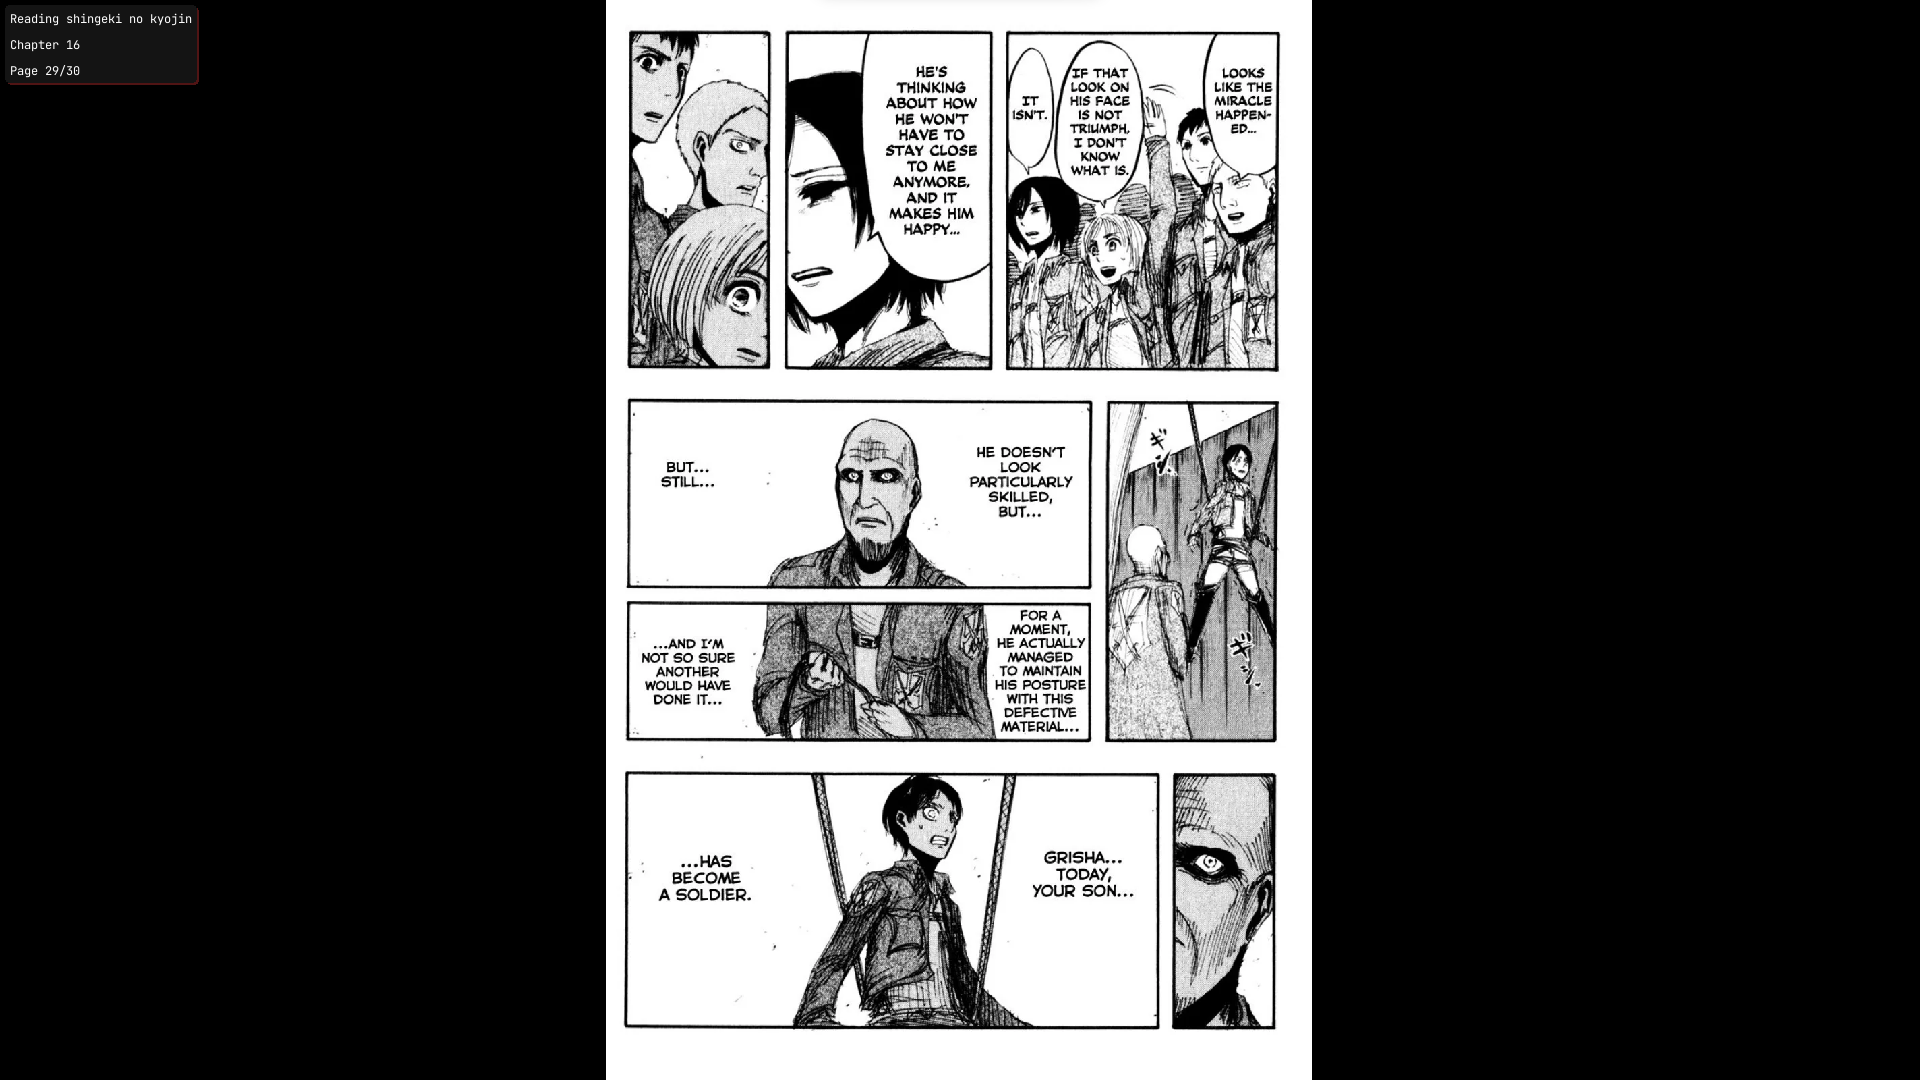 Reading shingeki no kyojin
Chapter 16
Page 29/30
LOOKS
LIKE THE
MIRACLE
HAPPEN-
ED...
IF THAT
LOOK ON
HIS FACE
IS NOT
TRIUMPH,
I DON'T
KNOW
WHAT IS.
IT
ISN'T.
HE'S
THINKING
ABOUT HOW
HE WON'T
HAVE TO
STAY CLOSE
TO ME
ANYMORE,
AND IT
MAKES HIM
HAPPY...
ギ
ッ
ギ
ッ
HE DOESN'T
LOOK
PARTICULARLY
SKILLED,
BUT...
BUT...
STILL...
FOR A
MOMENT,
HE ACTUALLY
MANAGED
TO MAINTAIN
HIS POSTURE
WITH THIS
DEFECTIVE
MATERIAL...
...AND I'M
NOT SO SURE
ANOTHER
WOULD HAVE
DONE IT...
GRISHA...
TODAY,
YOUR SON...
...HAS
BECOME
A SOLDIER.